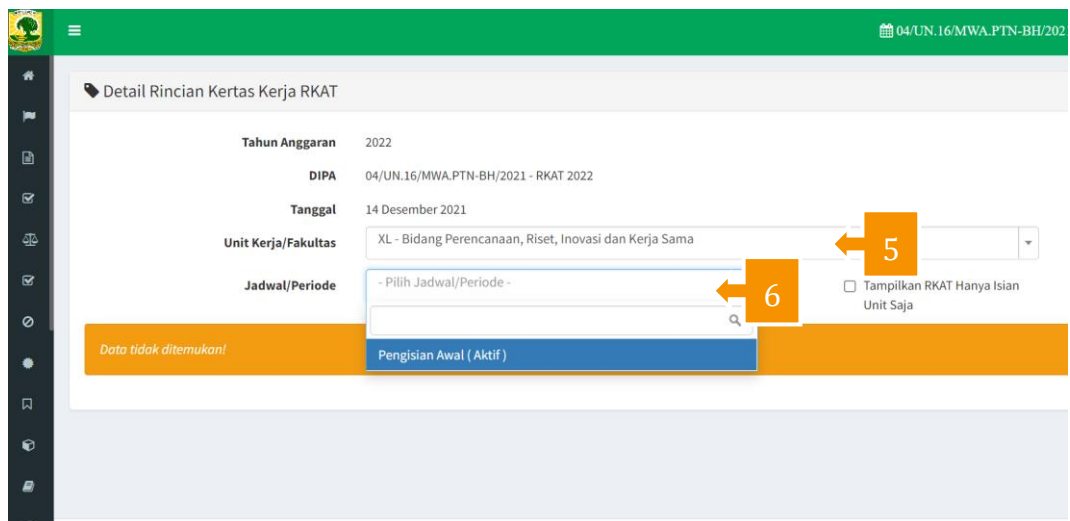 04/UN.16/MWA.PTN-BH/202
Detail Rincian Kertas Kerja RKAT
Tahun Anggaran 2022
DIPA 04/UN.16/MWA.PTN-BH/2021 - RKAT 2022
Tanggal 14 Desember 2021
Unit Kerja/Fakultas XL - Bidang Perencanaan, Riset, Inovasi dan Kerja Sama 5
Jadwal/Periode - Pilih Jadwal/Periode - 6 Tampilkan RKAT Hanya Isian
Unit Saja
Data tidak ditemukan!
Pengisian Awal ( Aktif )